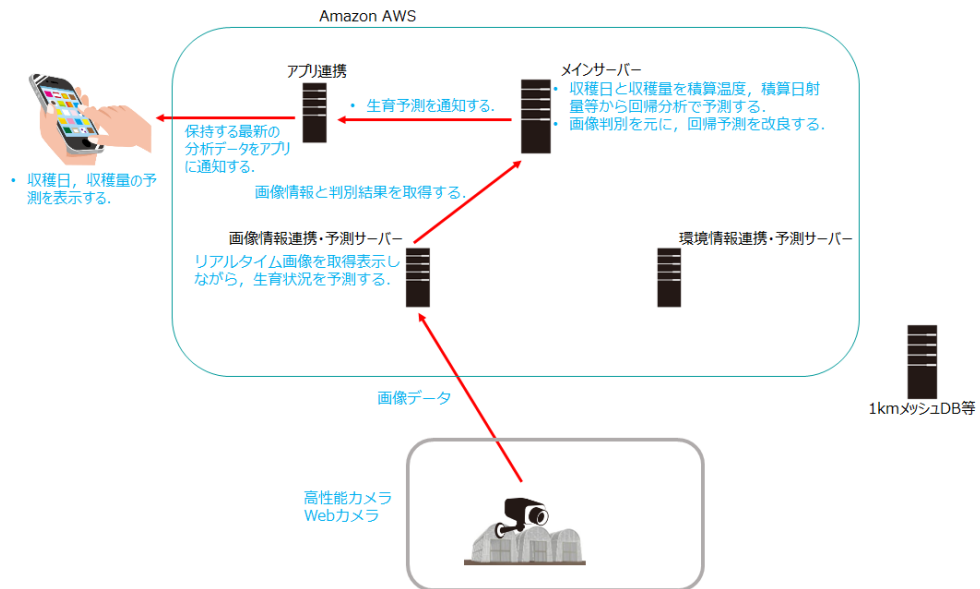 Amazon AWS
アプリ連携
メインサーバー
• 収穫日と収穫量を積算温度，積算日射
量等から回帰分析で予測する．
• 画像判別を元に，回帰予測を改良する．
• 生育予測を通知する．
保持する最新の
分析データをアプリ
に通知する．
• 収穫日，収穫量の予
測を表示する．
画像情報と判別結果を取得する．
画像情報連携・予測サーバー
リアルタイム画像を取得表示し
ながら，生育状況を予測する．
環境情報連携・予測サーバー
1kmメッシュDB等
画像データ
高性能カメラ
Webカメラ